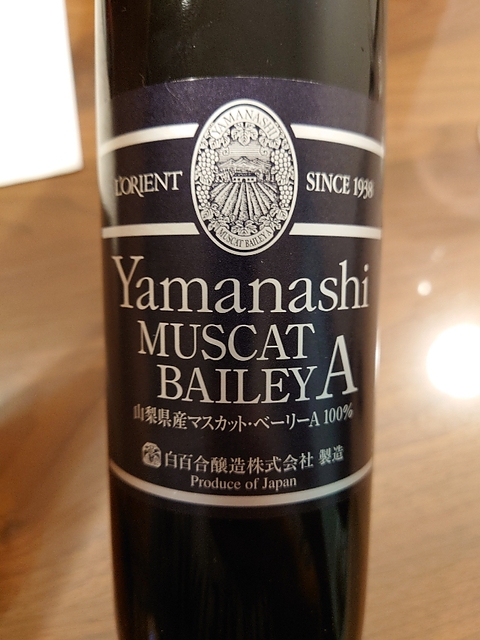 YAMANASHI
MUSCAT BAILEY A
L'ORIENT
SINCE 1938
Yamanashi
MUSCAT
BAILEY A
山梨県産マスカット・ベーリーA 100%
白百合醸造株式会社 製造
Produce of Japan